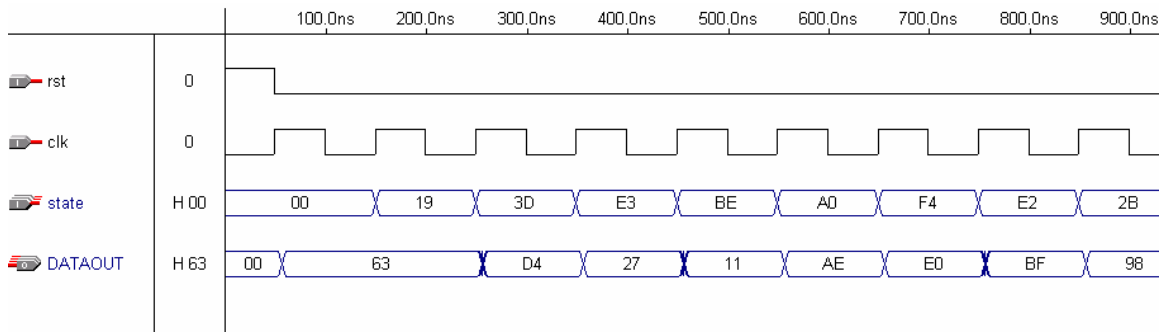 100.0ns 200.0ns 300.0ns 400.0ns 500.0ns 600.0ns 700.0ns 800.0ns 900.0ns
rst 0
clk 0
state H 00 00 19 3D E3 BE A0 F4 E2 2B
DATAOUT H 63 00 63 D4 27 11 AE E0 BF 98